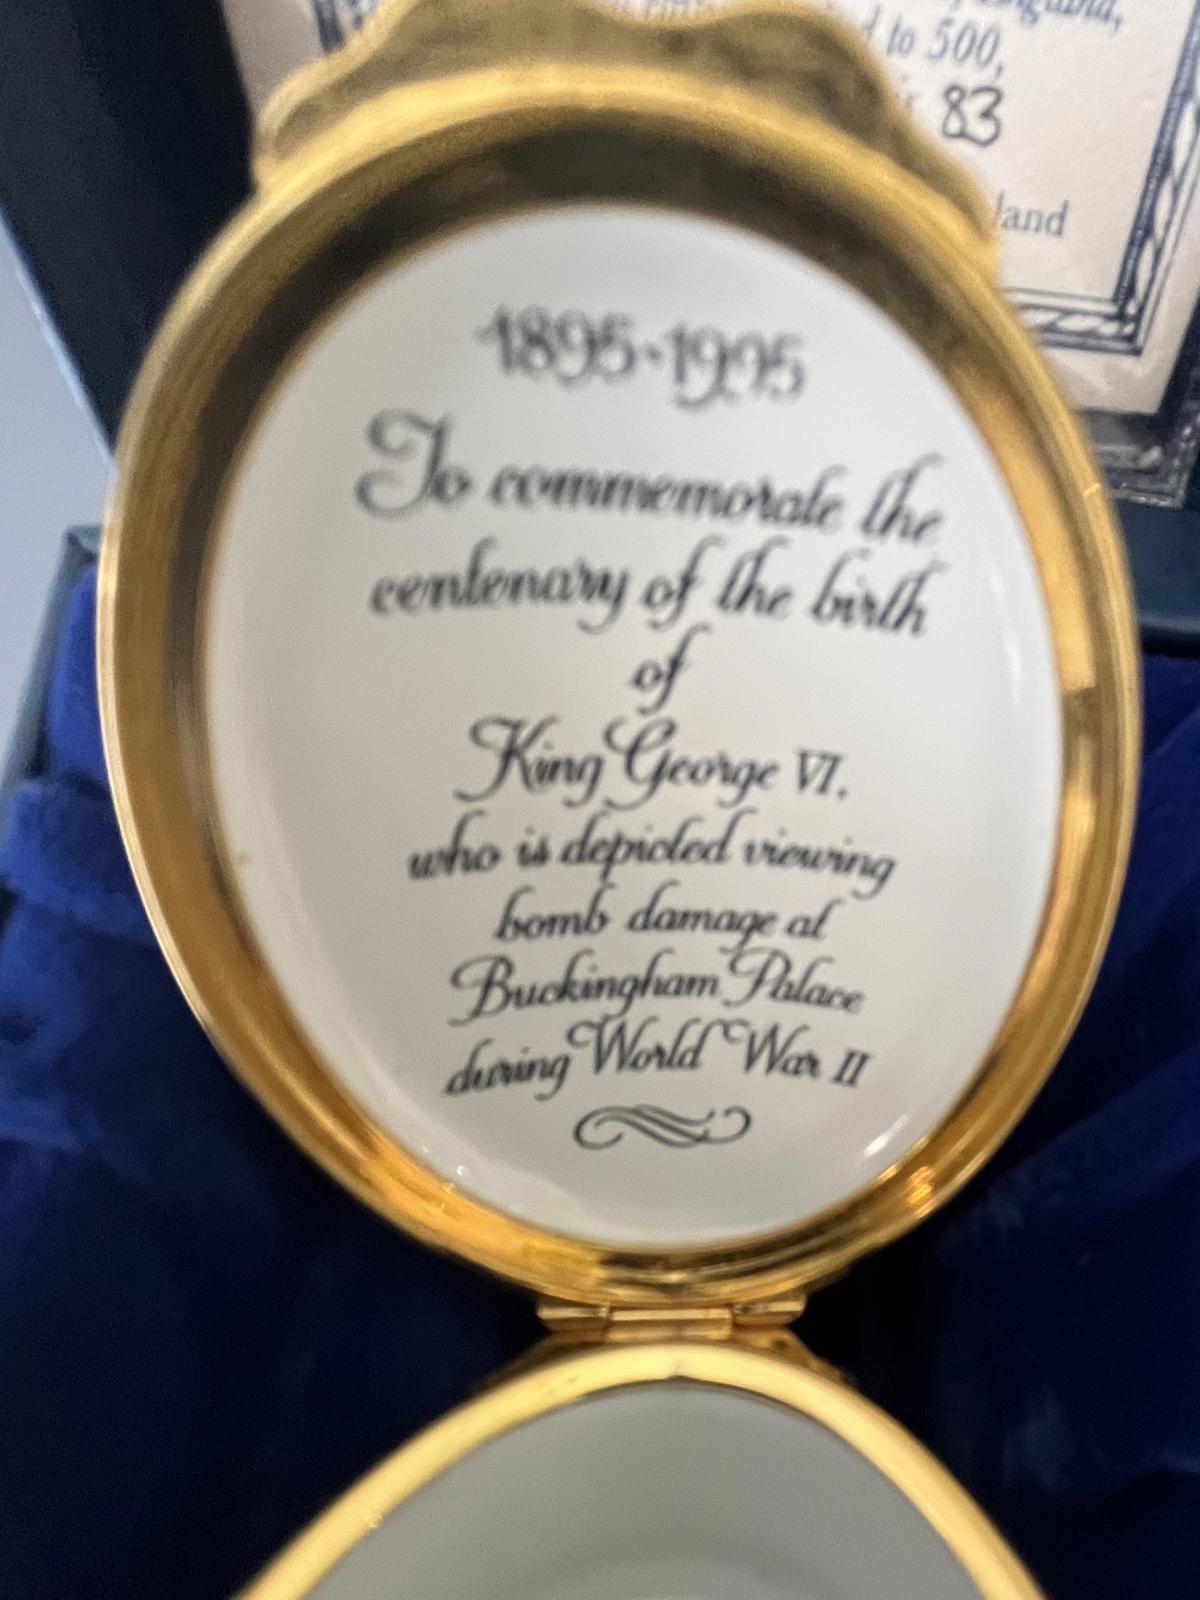 England,
to 500,
83
land
1895·1995
To commemorate the
centenary of the birth
of
King George VI,
who is depicted viewing
bomb damage at
Buckingham Palace
during World War II